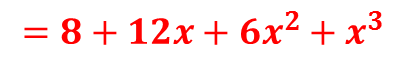 = 8 + 12x + 6x² + x³